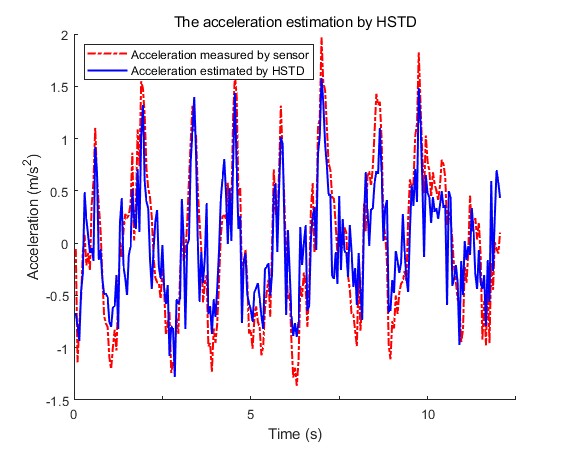 The acceleration estimation by HSTD
Acceleration measured by sensor
Acceleration estimated by HSTD
Acceleration (m/s²)
2
1.5
1
0.5
0
-0.5
-1
-1.5
0
5
10
Time (s)